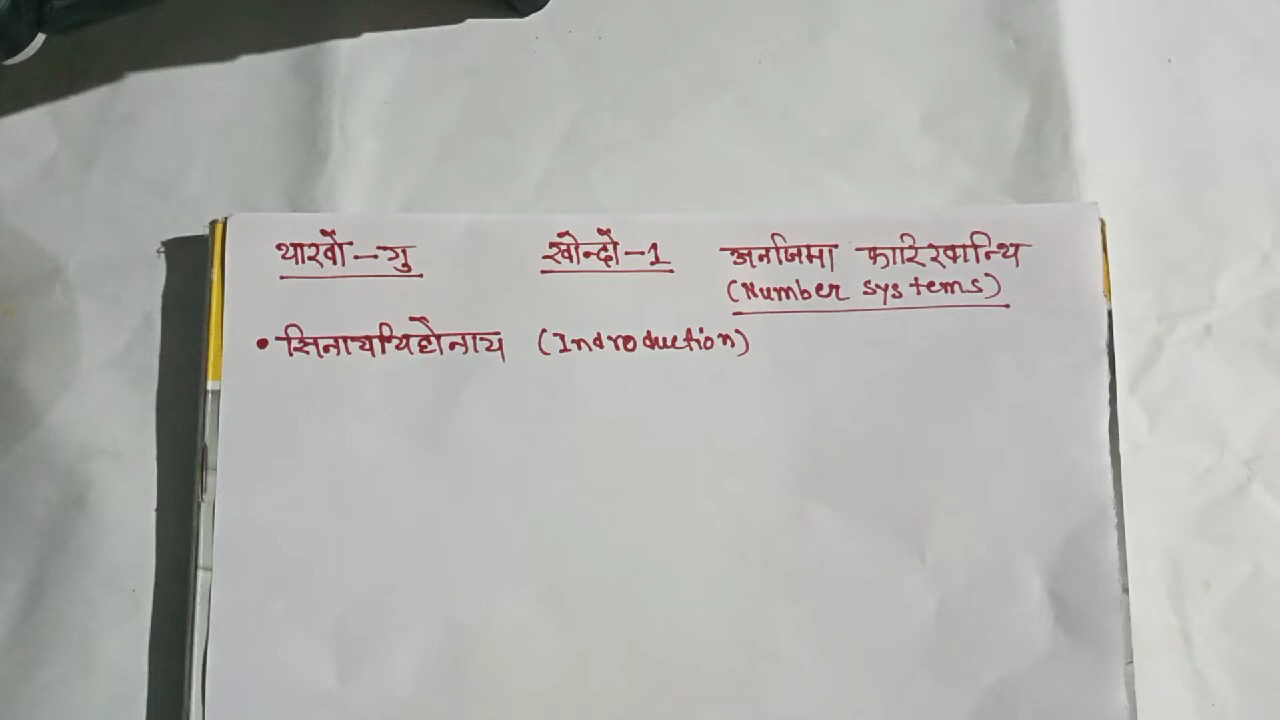 थाखो-गु खोन्दो-1 अनजिमा फारिखान्थि
(Number systems)
• सिनायथिहोनाय (Introduction)